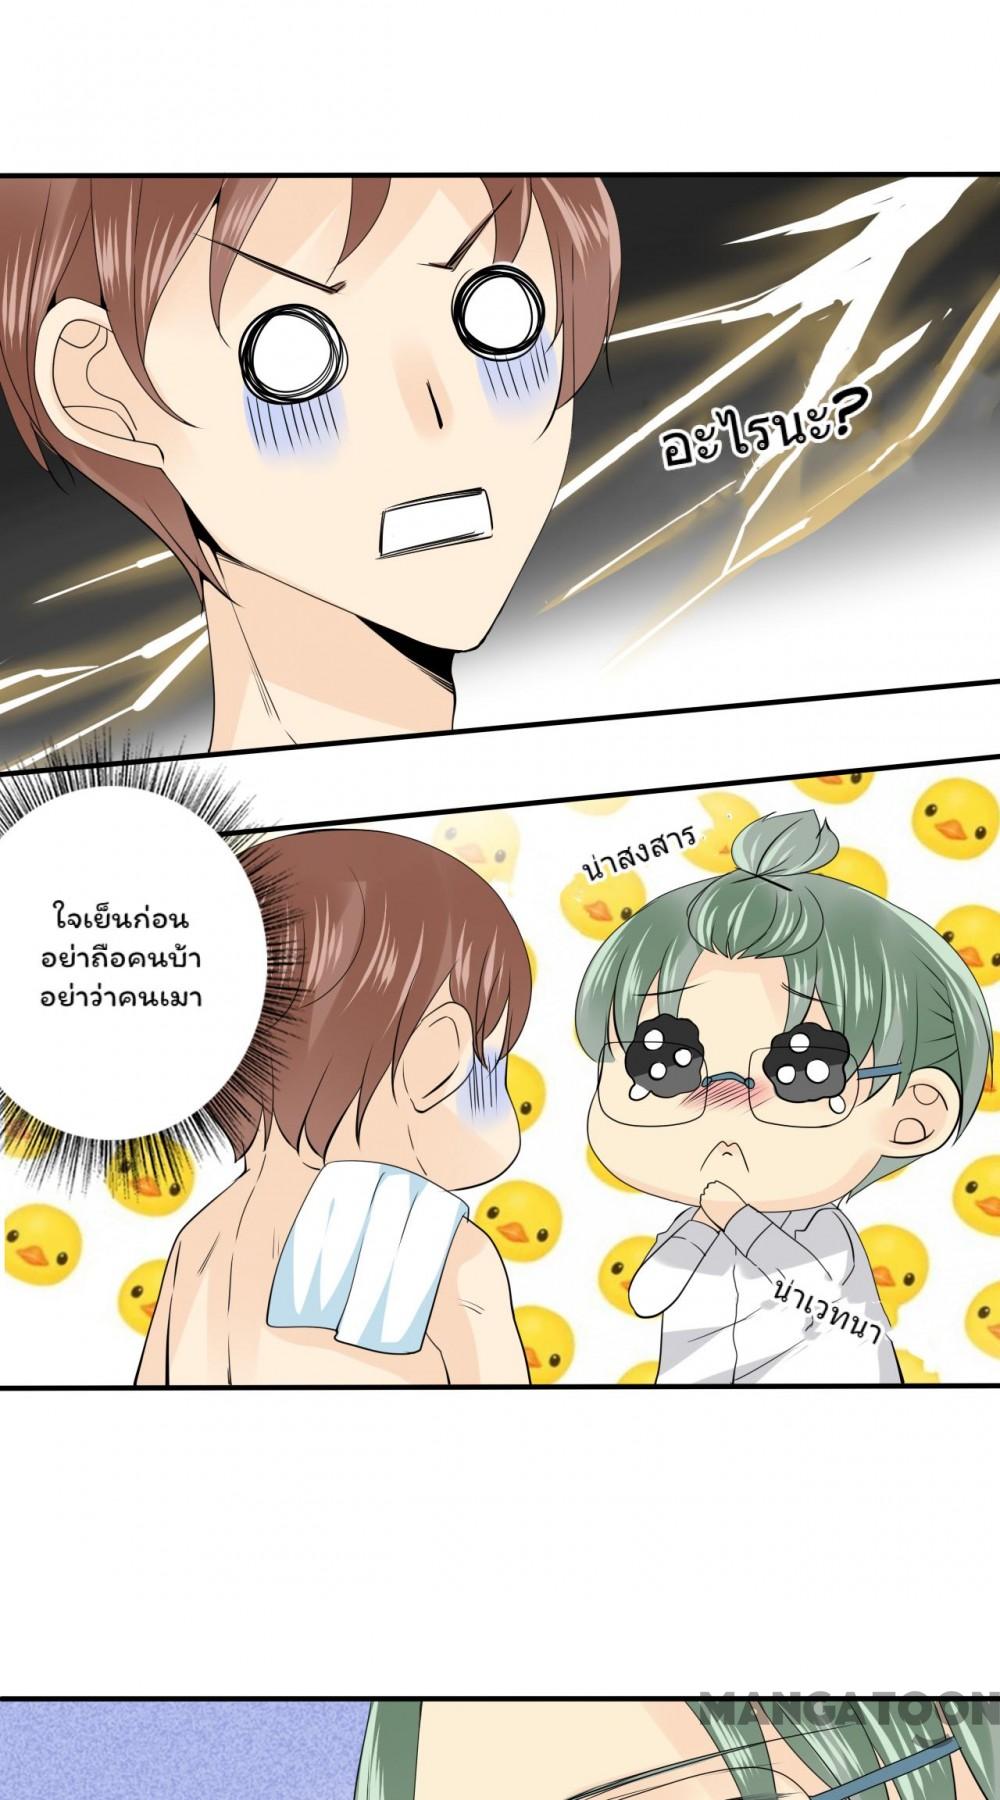 อะไรนะ?
น่าสงสาร
ใจเย็นก่อน
อย่าถือคนบ้า
อย่าว่าคนเมา
น่าเวทนา
MANGATOON